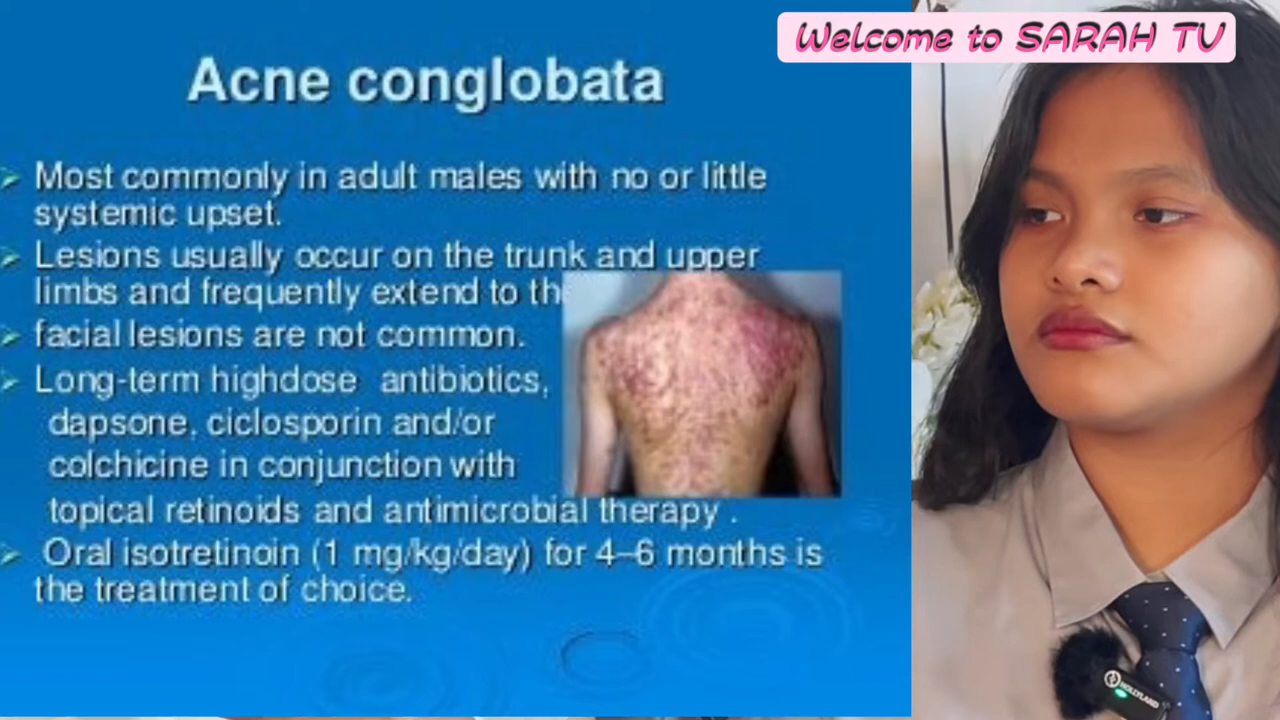 Welcome to SARAH TV
Acne conglobata
Most commonly in adult males with no or little
systemic upset.
Lesions usually occur on the trunk and upper
limbs and frequently extend to th
facial lesions are not common.
Long-term highdose antibiotics,
dapsone, ciclosporin and/or
colchicine in conjunction with
topical retinoids and antimicrobial therapy .
Oral isotretinoin (1 mg/kg/day) for 4–6 months is
the treatment of choice.
HOLLYLAND